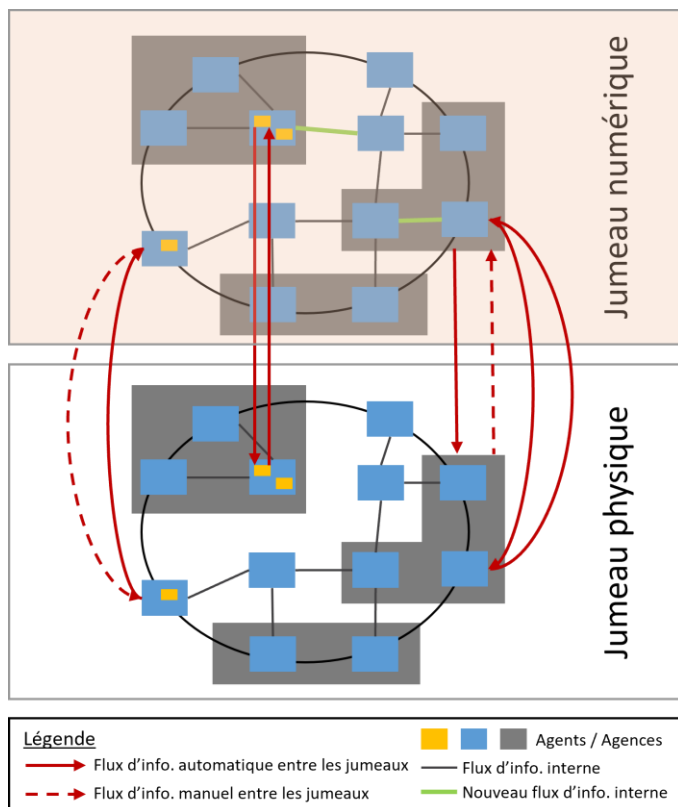 Jumeau numérique
Jumeau physique
Légende
Agents / Agences
Flux d’info. automatique entre les jumeaux
Flux d’info. interne
Flux d’info. manuel entre les jumeaux
Nouveau flux d’info. interne